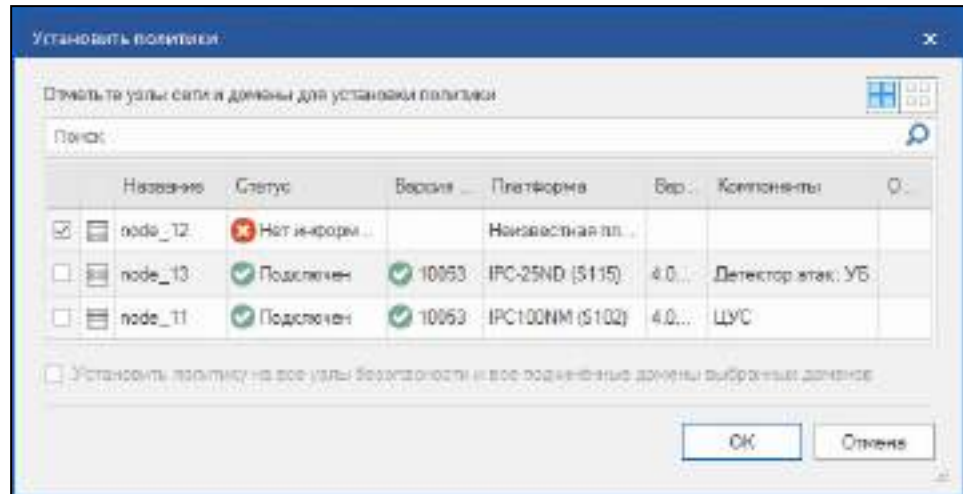 Установить политики
Отметьте узлы сети и домены для установки политики
Поиск
Название Статус Версия ... Платформа Вер... Компоненты О...
node_12 Нет информ... Неизвестная пл...
node_13 Подключен 10053 IPC-25ND (S115) 4.0... Детектор атак, УБ
node_11 Подключен 10053 IPC100NM (S102) 4.0... ЦУС
Установить политику на все узлы безопасности и все подчиненные домены выбранных доменов
ОК Отмена